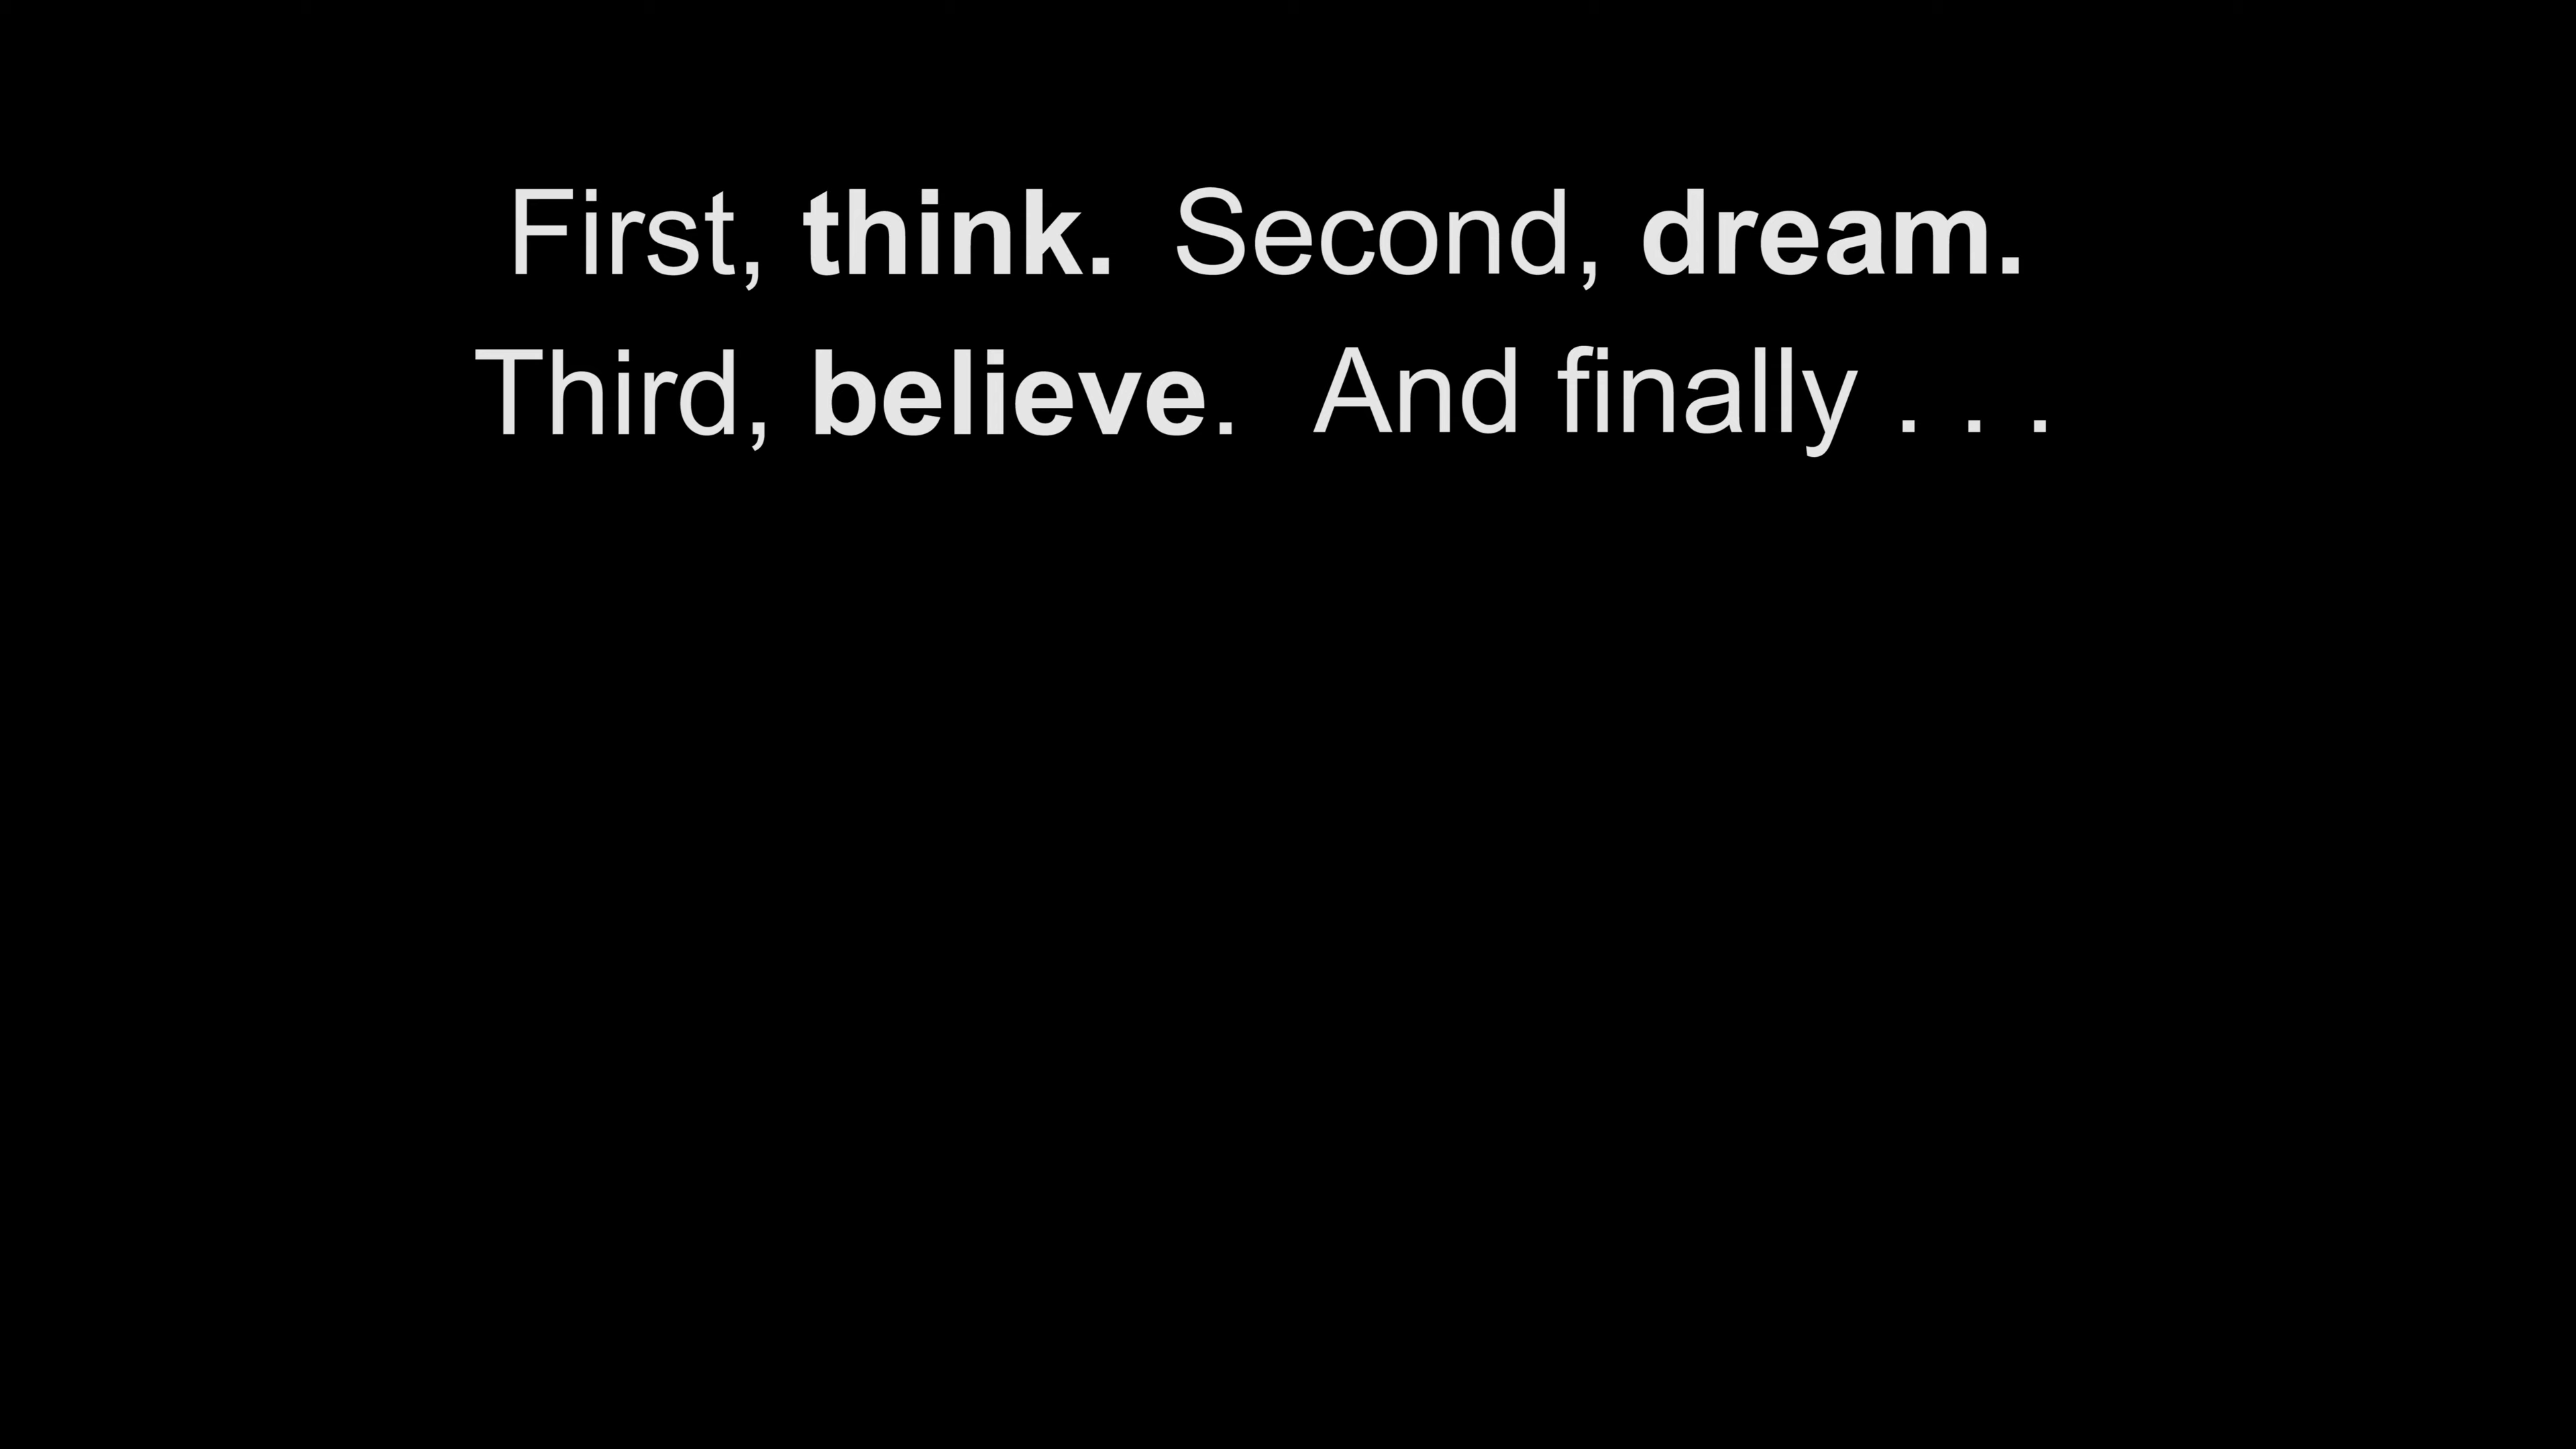 First, think. Second, dream.
Third, believe. And finally . . .